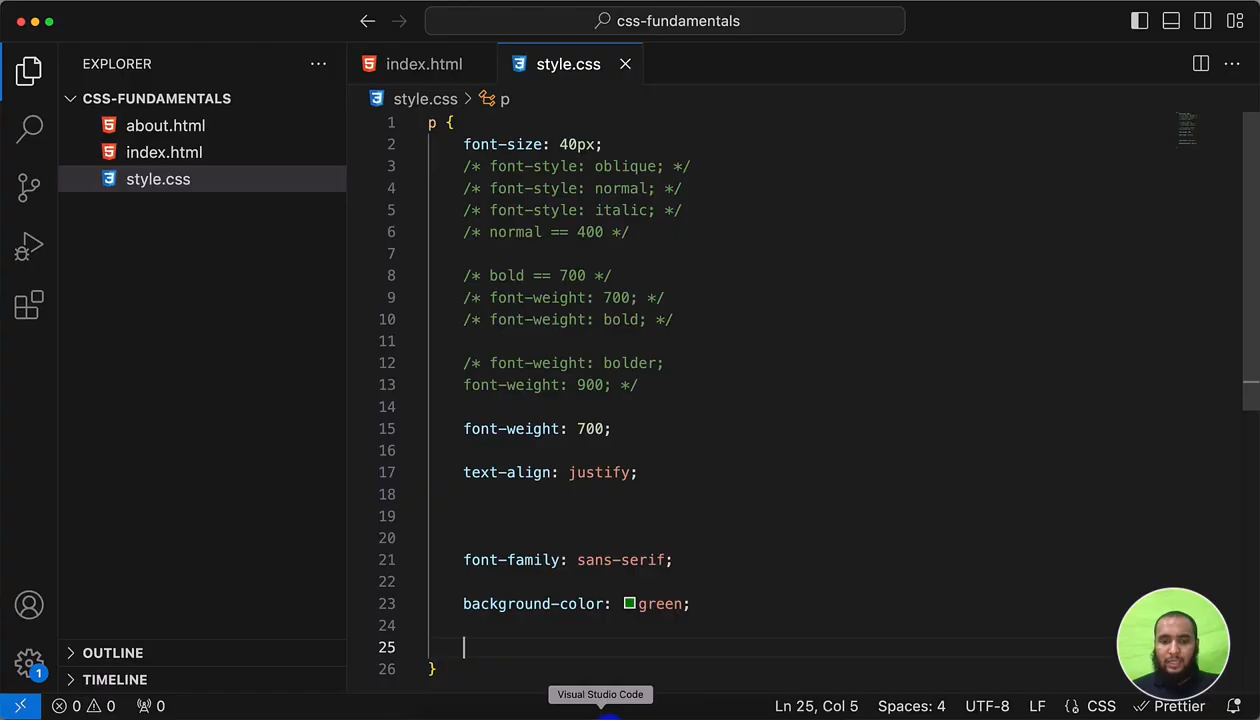 css-fundamentals
EXPLORER
index.html
style.css
CSS-FUNDAMENTALS
about.html
index.html
style.css
style.css > p
1 p {
2 font-size: 40px;
3 /* font-style: oblique; */
4 /* font-style: normal; */
5 /* font-style: italic; */
6 /* normal == 400 */
7
8 /* bold == 700 */
9 /* font-weight: 700; */
10 /* font-weight: bold; */
11
12 /* font-weight: bolder;
13 font-weight: 900; */
14
15 font-weight: 700;
16
17 text-align: justify;
18
19
20
21 font-family: sans-serif;
22
23 background-color: green;
24
25
26 }
OUTLINE
TIMELINE
1
Visual Studio Code
0 0 0
Ln 25, Col 5
Spaces: 4
UTF-8
LF
{} CSS
Prettier